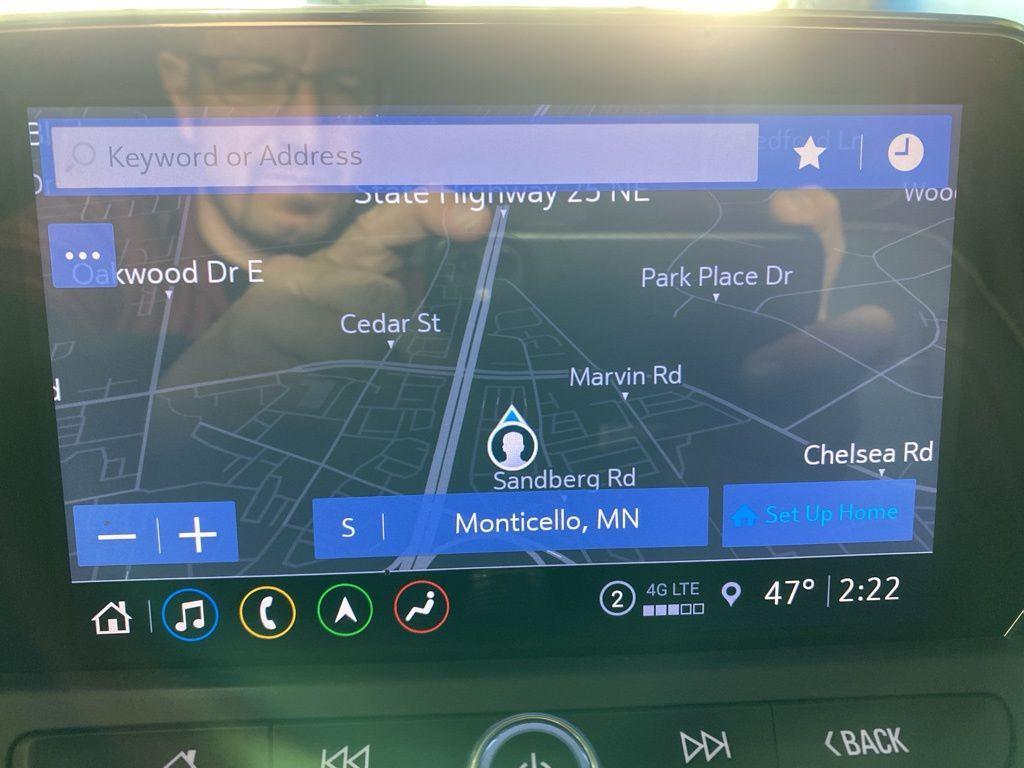 Keyword or Address
State Highway 25 NE
Oakwood Dr E
Park Place Dr
Cedar St
Marvin Rd
Chelsea Rd
Sandberg Rd
S
Monticello, MN
Set Up Home
2
4G LTE
47° 2:22
BACK